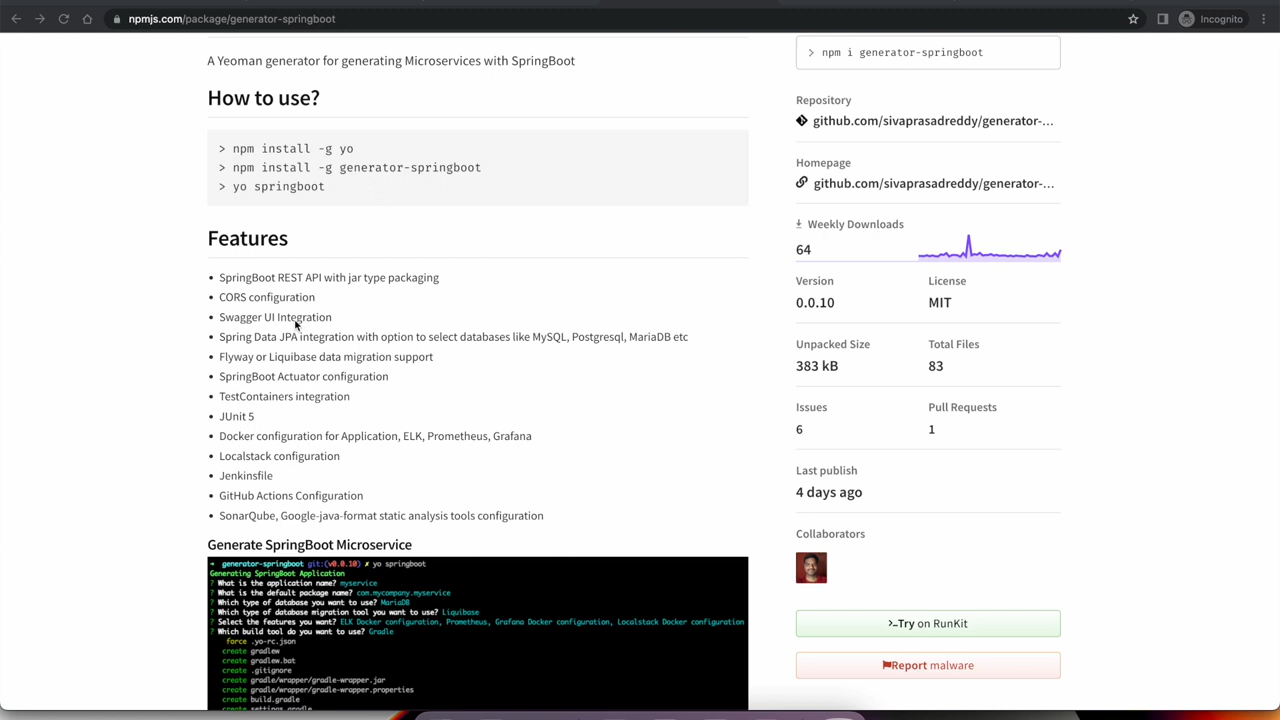 npmjs.com/package/generator-springboot
Incognito
A Yeoman generator for generating Microservices with SpringBoot
How to use?
> npm install -g yo
> npm install -g generator-springboot
> yo springboot
Features
• SpringBoot REST API with jar type packaging
• CORS configuration
• Swagger UI Integration
• Spring Data JPA integration with option to select databases like MySQL, Postgresql, MariaDB etc
• Flyway or Liquibase data migration support
• SpringBoot Actuator configuration
• TestContainers integration
• JUnit 5
• Docker configuration for Application, ELK, Prometheus, Grafana
• Localstack configuration
• Jenkinsfile
• GitHub Actions Configuration
• SonarQube, Google-java-format static analysis tools configuration
Generate SpringBoot Microservice
→ generator-springboot git:(v0.0.10) ✗ yo springboot
Generating SpringBoot Application
? What is the application name? myservice
? What is the default package name? com.mycompany.myservice
? Which type of database you want to use? MariaDB
? Which type of database migration tool you want to use? Liquibase
? Select the features you want? ELK Docker configuration, Prometheus, Grafana Docker configuration, Localstack Docker configuration
? Which build tool do you want to use? Gradle
force .yo-rc.json
create gradlew
create gradlew.bat
create .gitignore
create gradle/wrapper/gradle-wrapper.jar
create gradle/wrapper/gradle-wrapper.properties
create build.gradle
create settings.gradle
> npm i generator-springboot
Repository
github.com/sivaprasadreddy/generator-...
Homepage
github.com/sivaprasadreddy/generator-...
Weekly Downloads
64
Version
License
0.0.10
MIT
Unpacked Size
Total Files
383 kB
83
Issues
Pull Requests
6
1
Last publish
4 days ago
Collaborators
>_Try on RunKit
Report malware